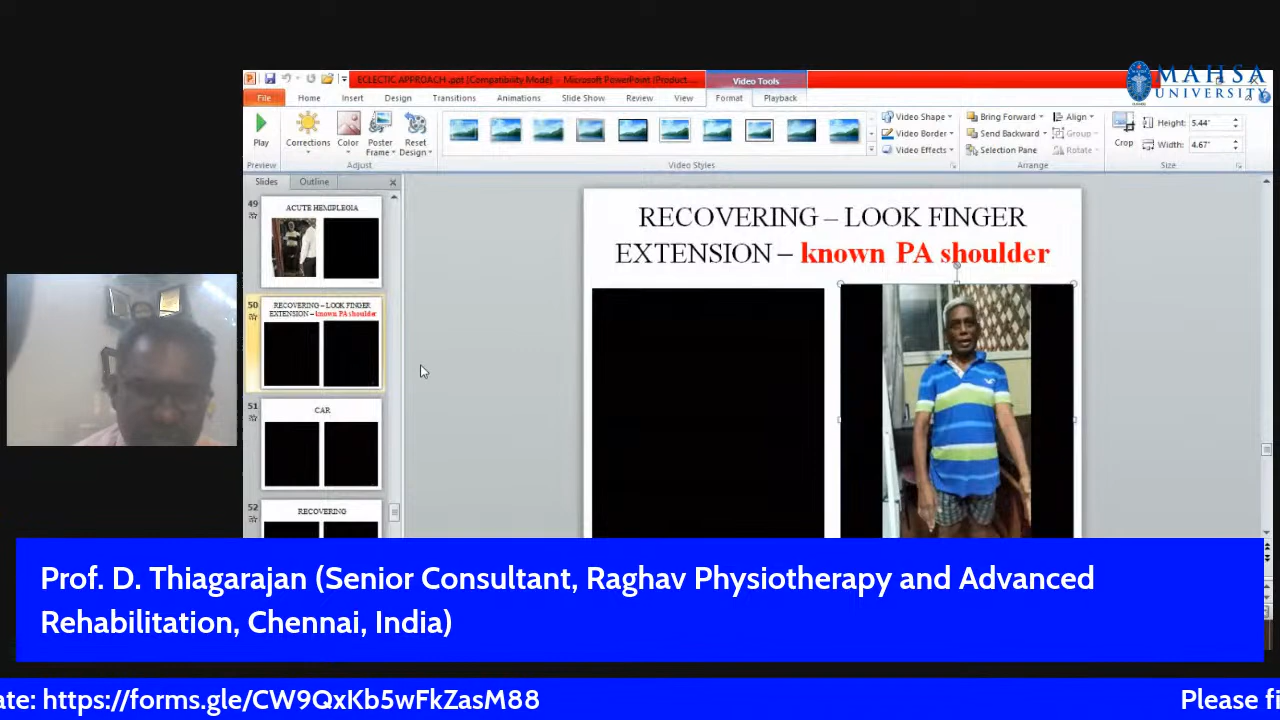 ECLECTIC APPROACH .ppt [Compatibility Mode] – Microsoft PowerPoint (Product ...
Video Tools
MAHSA
UNIVERSITY
File Home Insert Design Transitions Animations Slide Show Review View Format Playback
Play
Corrections
Color
Poster
Frame
Reset
Design
Video Shape
Video Border
Video Effects
Bring Forward
Send Backward
Selection Pane
Align
Group
Rotate
Crop
Height: 5.44"
Width: 4.67"
Preview Adjust Video Styles Arrange Size
Slides Outline
49
ACUTE HEMIPLEGIA
50
RECOVERING – LOOK FINGER
EXTENSION – known PA shoulder
51
CAR
52
RECOVERING
RECOVERING – LOOK FINGER
EXTENSION – known PA shoulder
Prof. D. Thiagarajan (Senior Consultant, Raghav Physiotherapy and Advanced
Rehabilitation, Chennai, India)
ate: https://forms.gle/CW9QxKb5wFkZasM88 Please fi